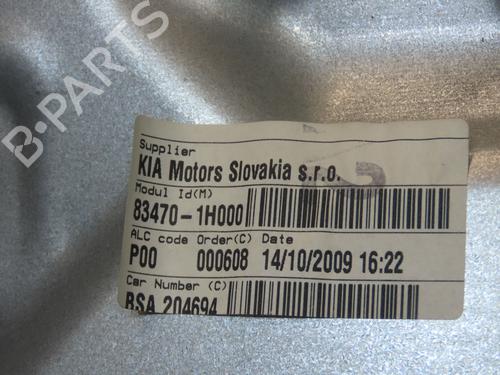 B-PARTS
Supplier
KIA Motors Slovakia s.r.o.
Modul Id(M)
83470-1H000
ALC code Order(C) Date
P00 000608 14/10/2009 16:22
Car Number (C)
BSA 204694